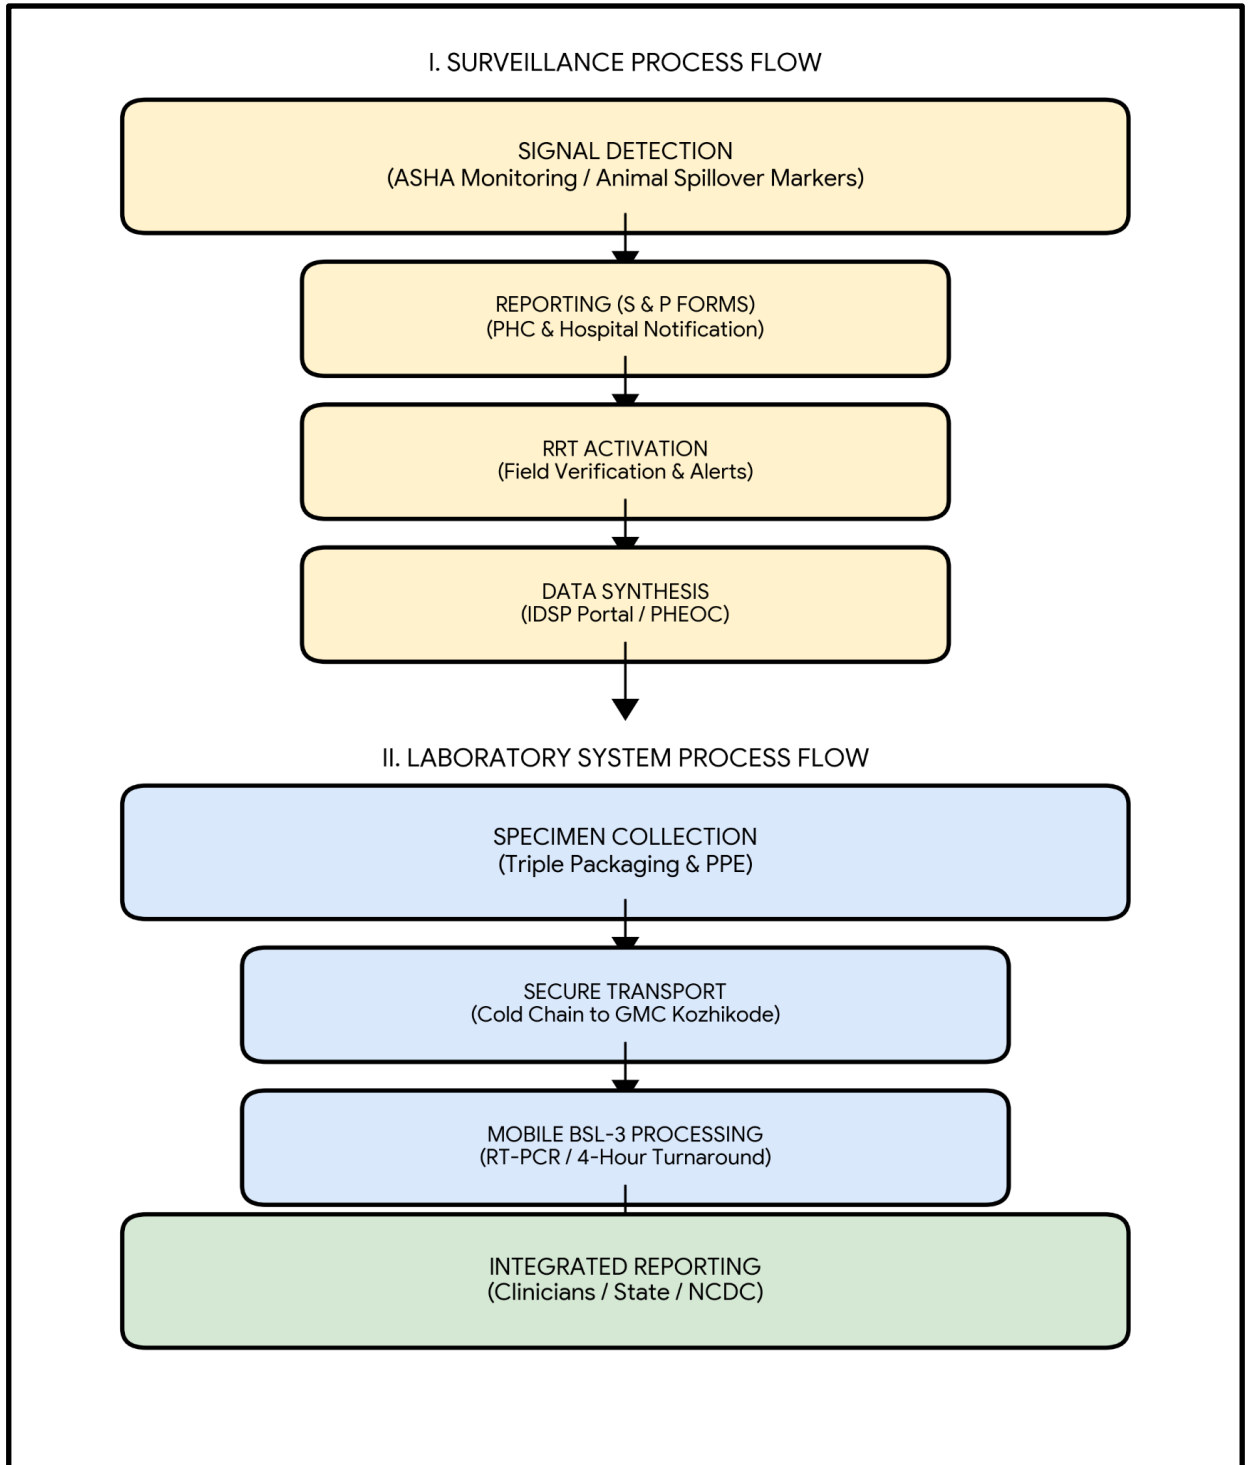 I. SURVEILLANCE PROCESS FLOW
SIGNAL DETECTION
(ASHA Monitoring / Animal Spillover Markers)
REPORTING (S & P FORMS)
(PHC & Hospital Notification)
RRT ACTIVATION
(Field Verification & Alerts)
DATA SYNTHESIS
(IDSP Portal / PHEOC)
II. LABORATORY SYSTEM PROCESS FLOW
SPECIMEN COLLECTION
(Triple Packaging & PPE)
SECURE TRANSPORT
(Cold Chain to GMC Kozhikode)
MOBILE BSL-3 PROCESSING
(RT-PCR / 4-Hour Turnaround)
INTEGRATED REPORTING
(Clinicians / State / NCDC)